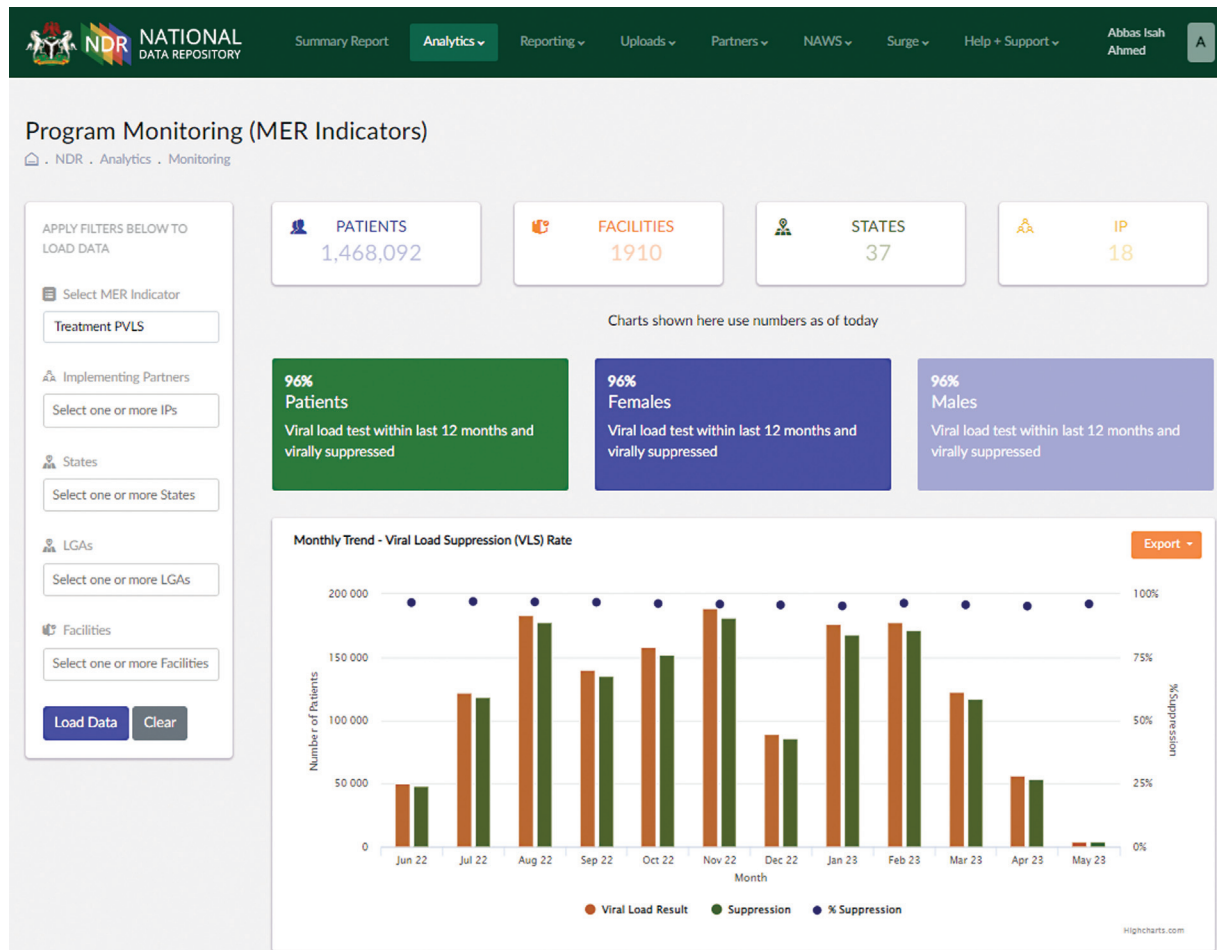 NDR NATIONAL
DATA REPOSITORY
Summary Report
Analytics
Reporting
Uploads
Partners
NAWS
Surge
Help + Support
Abbas Isah
Ahmed
A
Program Monitoring (MER Indicators)
. NDR . Analytics . Monitoring
APPLY FILTERS BELOW TO
LOAD DATA
Select MER Indicator
Treatment PVLS
Implementing Partners
Select one or more IPs
States
Select one or more States
LGAs
Select one or more LGAs
Facilities
Select one or more Facilities
Load Data
Clear
PATIENTS
1,468,092
FACILITIES
1910
STATES
37
IP
18
Charts shown here use numbers as of today
96%
Patients
Viral load test within last 12 months and
virally suppressed
96%
Females
Viral load test within last 12 months and
virally suppressed
96%
Males
Viral load test within last 12 months and
virally suppressed
Monthly Trend - Viral Load Suppression (VLS) Rate
Export
Number of Patients
200 000
150 000
100 000
50 000
0
100%
75%
50%
25%
0%
%Suppression
Jun 22
Jul 22
Aug 22
Sep 22
Oct 22
Nov 22
Dec 22
Jan 23
Feb 23
Mar 23
Apr 23
May 23
Month
Viral Load Result
Suppression
% Suppression
Highcharts.com